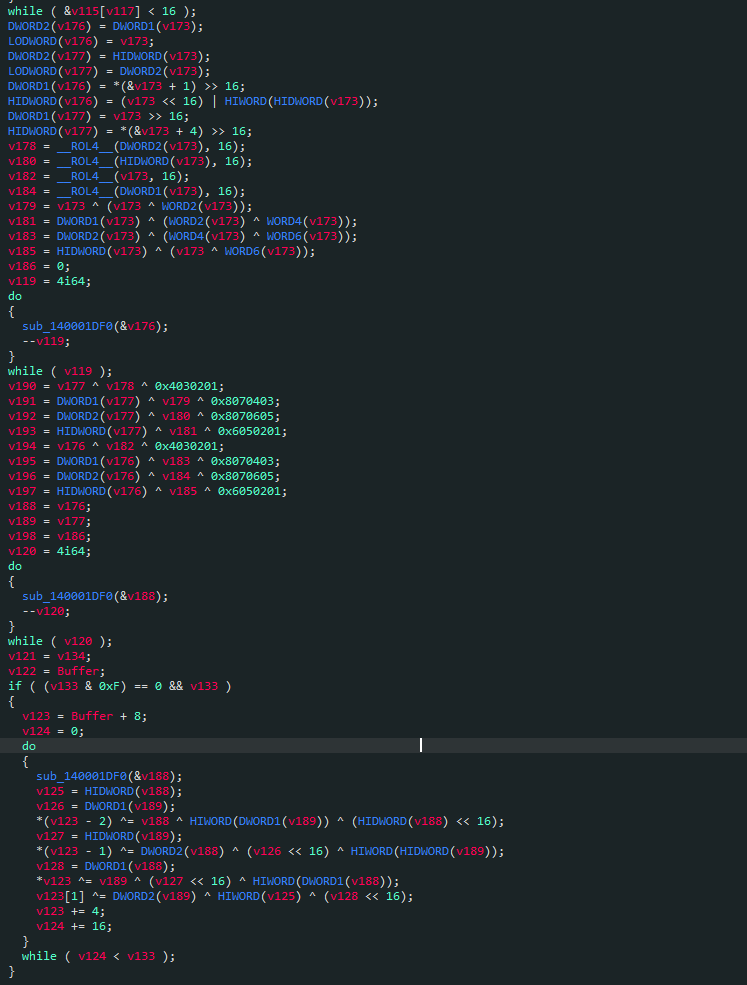 while ( &v115[v117] < 16 );
DWORD2(v176) = DWORD1(v173);
LODWORD(v176) = v173;
DWORD2(v177) = HIDWORD(v173);
LODWORD(v177) = DWORD2(v173);
DWORD1(v176) = *(&v173 + 1) >> 16;
HIDWORD(v176) = (v173 << 16) | HIWORD(HIDWORD(v173));
DWORD1(v177) = v173 >> 16;
HIDWORD(v177) = *(&v173 + 4) >> 16;
v178 = __ROL4__(DWORD2(v173), 16);
v180 = __ROL4__(HIDWORD(v173), 16);
v182 = __ROL4__(v173, 16);
v184 = __ROL4__(DWORD1(v173), 16);
v179 = v173 ^ (v173 ^ WORD2(v173));
v181 = DWORD1(v173) ^ (WORD2(v173) ^ WORD4(v173));
v183 = DWORD2(v173) ^ (WORD4(v173) ^ WORD6(v173));
v185 = HIDWORD(v173) ^ (v173 ^ WORD6(v173));
v186 = 0;
v119 = 4i64;
do
{
sub_140001DF0(&v176);
--v119;
}
while ( v119 );
v190 = v177 ^ v178 ^ 0x4030201;
v191 = DWORD1(v177) ^ v179 ^ 0x8070403;
v192 = DWORD2(v177) ^ v180 ^ 0x8070605;
v193 = HIDWORD(v177) ^ v181 ^ 0x6050201;
v194 = v176 ^ v182 ^ 0x4030201;
v195 = DWORD1(v176) ^ v183 ^ 0x8070403;
v196 = DWORD2(v176) ^ v184 ^ 0x8070605;
v197 = HIDWORD(v176) ^ v185 ^ 0x6050201;
v188 = v176;
v189 = v177;
v198 = v186;
v120 = 4i64;
do
{
sub_140001DF0(&v188);
--v120;
}
while ( v120 );
v121 = v134;
v122 = Buffer;
if ( (v133 & 0xF) == 0 && v133 )
{
v123 = Buffer + 8;
v124 = 0;
do
{
sub_140001DF0(&v188);
v125 = HIDWORD(v188);
v126 = DWORD1(v189);
*(v123 - 2) ^= v188 ^ HIWORD(DWORD1(v189)) ^ (HIDWORD(v188) << 16);
v127 = HIDWORD(v189);
*(v123 - 1) ^= DWORD2(v188) ^ (v126 << 16) ^ HIWORD(HIDWORD(v189));
v128 = DWORD1(v188);
*v123 ^= v189 ^ (v127 << 16) ^ HIWORD(DWORD1(v188));
v123[1] ^= DWORD2(v189) ^ HIWORD(v125) ^ (v128 << 16);
v123 += 4;
v124 += 16;
}
while ( v124 < v133 );
}